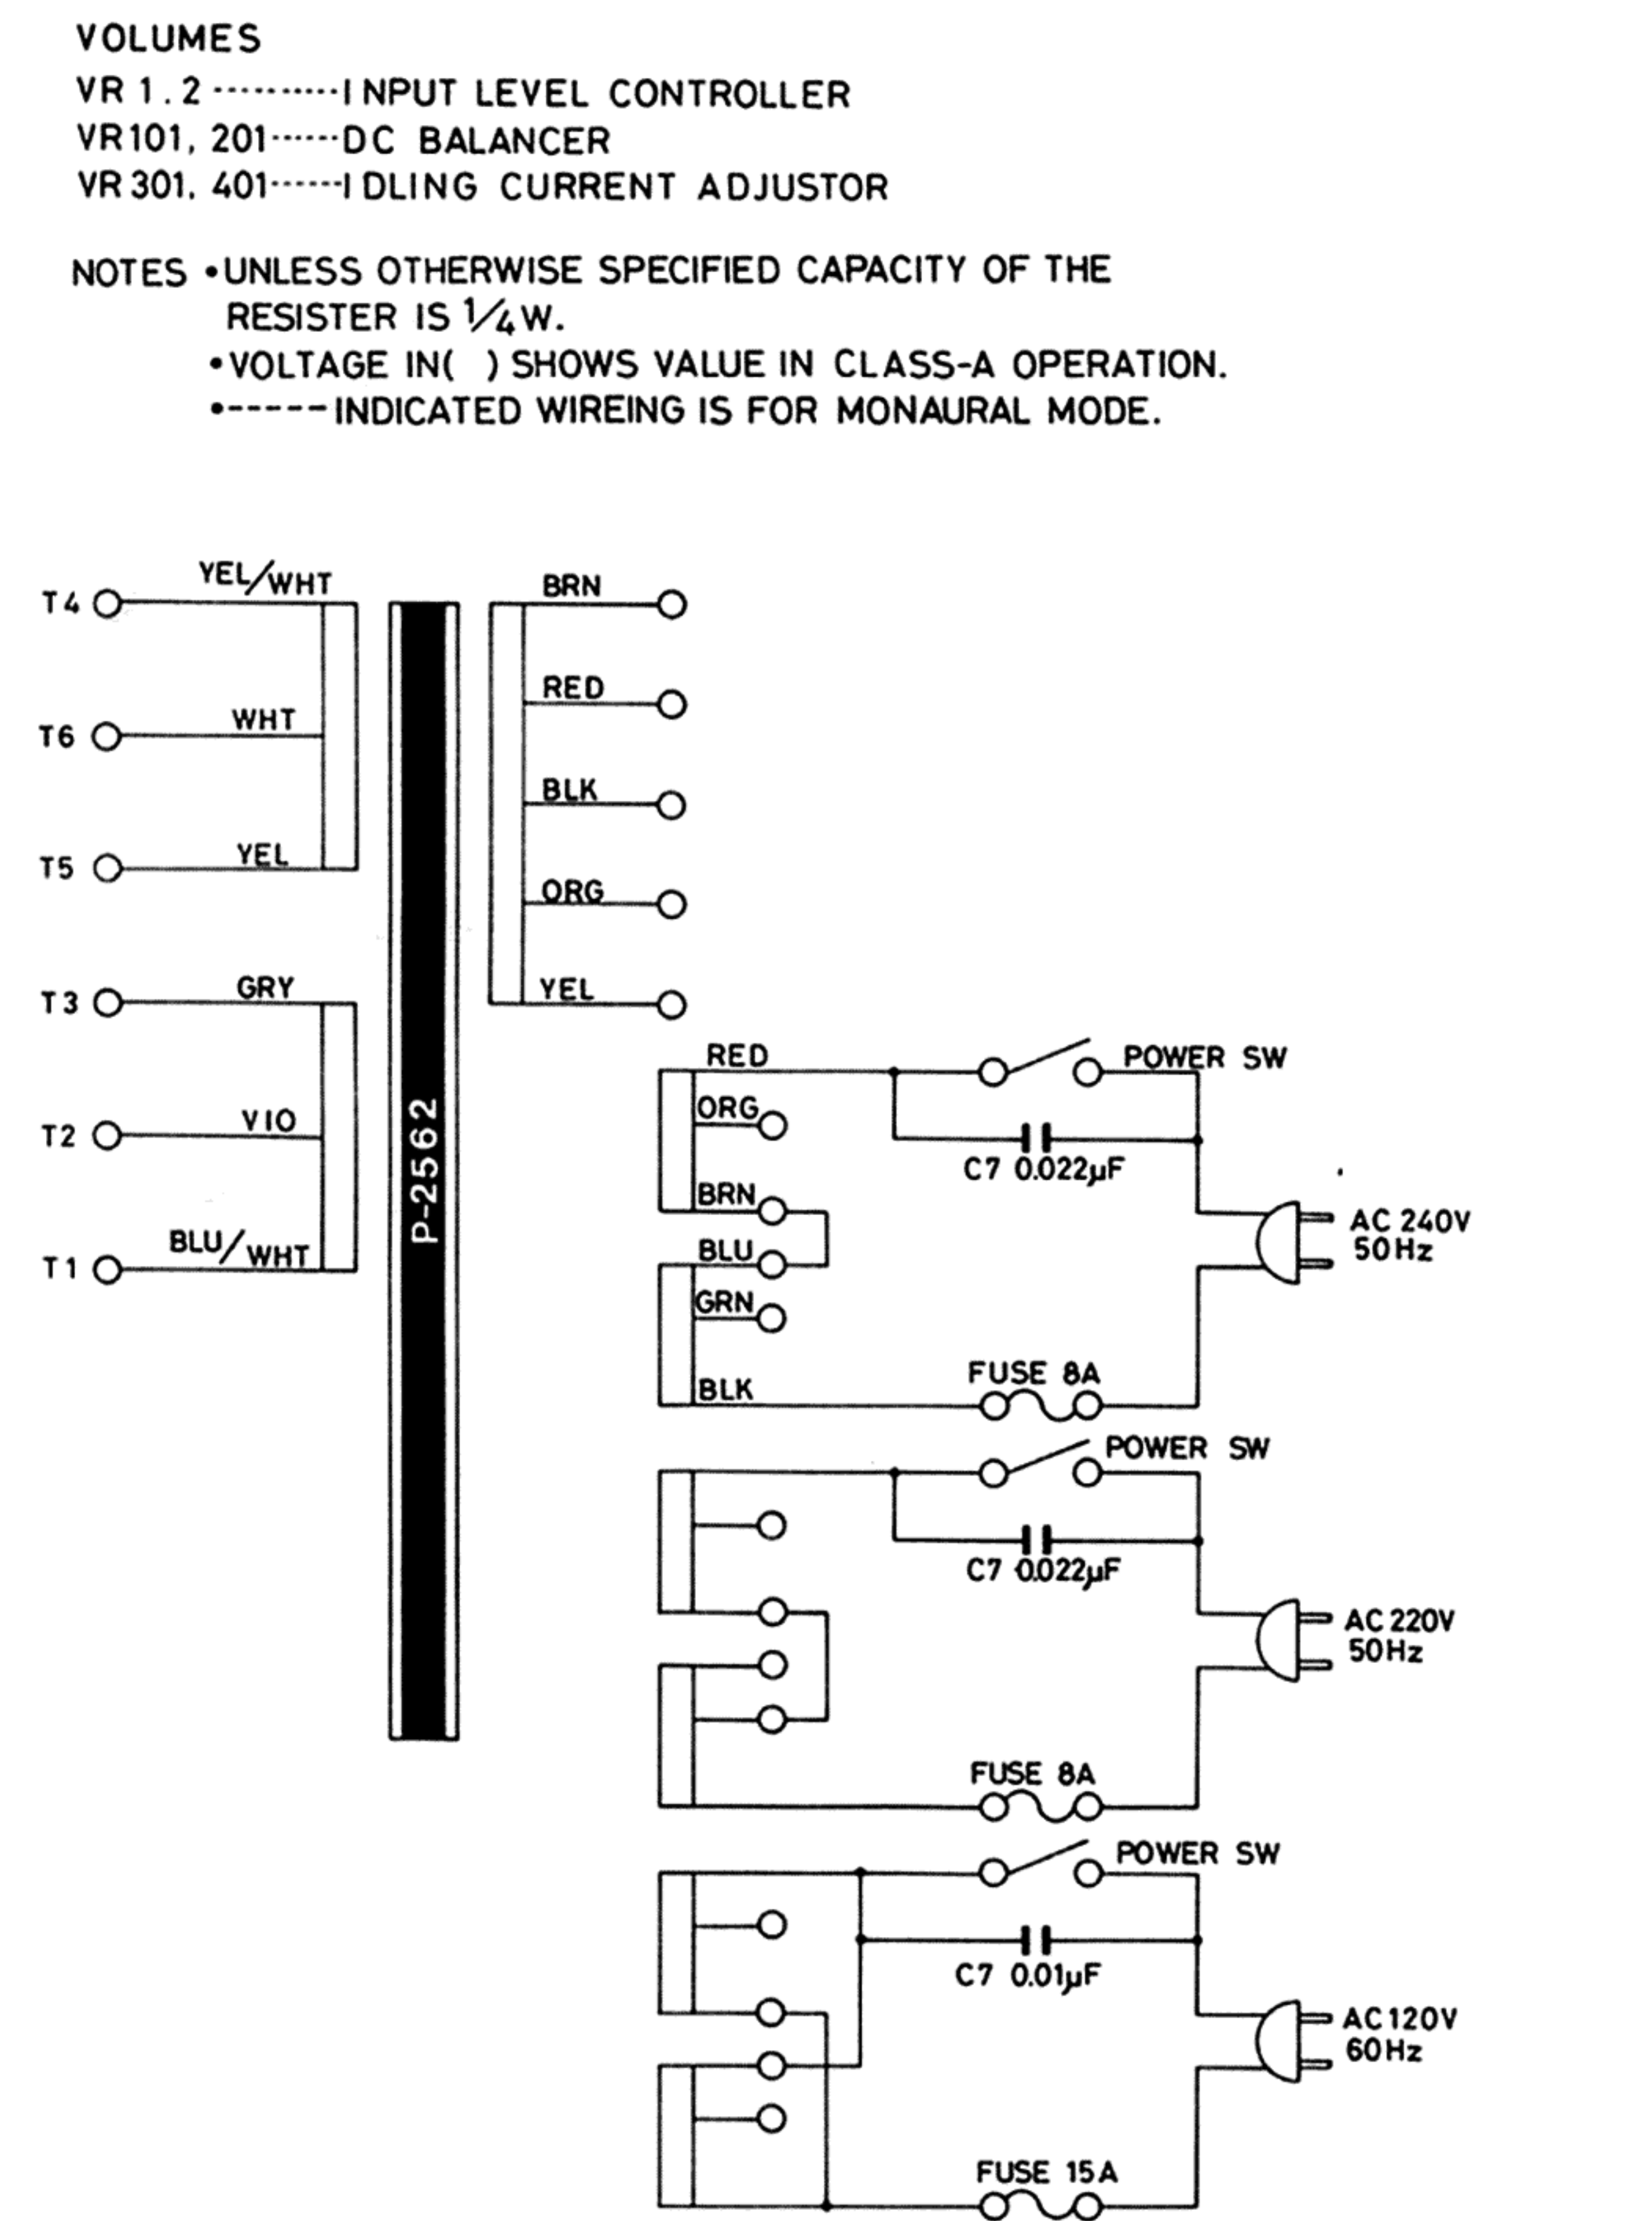 VOLUMES
VR 1. 2 ----------INPUT LEVEL CONTROLLER
VR101, 201------DC BALANCER
VR301, 401------IDLING CURRENT ADJUSTOR
NOTES •UNLESS OTHERWISE SPECIFIED CAPACITY OF THE
RESISTER IS 1/4W.
•VOLTAGE IN( ) SHOWS VALUE IN CLASS-A OPERATION.
•-----INDICATED WIREING IS FOR MONAURAL MODE.
T4
YEL/WHT
T6
WHT
T5
YEL
T3
GRY
T2
VIO
T1
BLU/WHT
P-2562
BRN
RED
BLK
ORG
YEL
RED
ORG
BRN
BLU
GRN
BLK
POWER SW
C7 0.022µF
AC 240V
50Hz
FUSE 8A
POWER SW
C7 0.022µF
AC 220V
50Hz
FUSE 8A
POWER SW
C7 0.01µF
AC 120V
60Hz
FUSE 15A